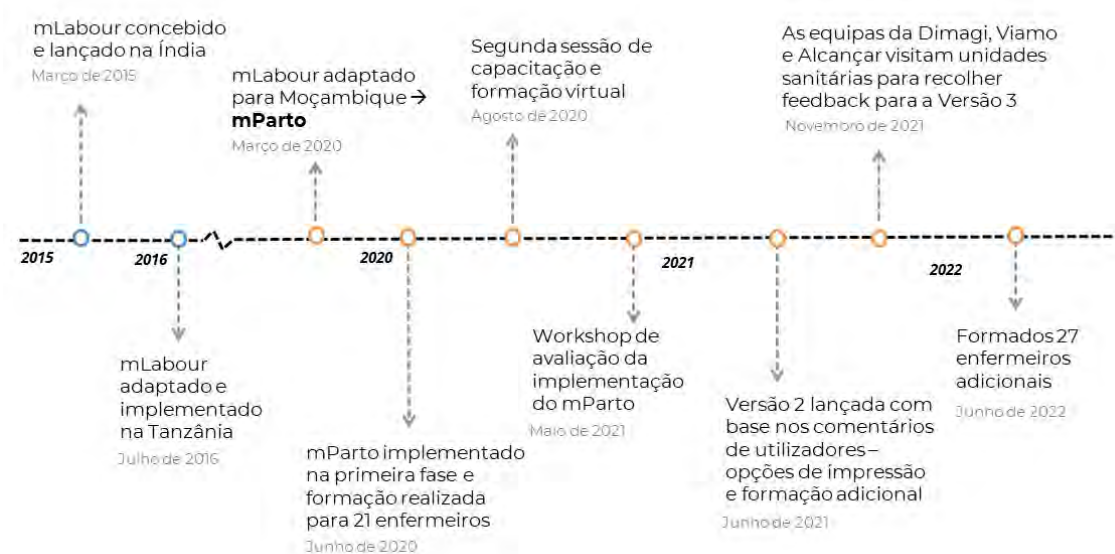 mLabour concebido
e lançado na Índia
Março de 2015
mLabour adaptado
para Moçambique →
mParto
Março de 2020
Segunda sessão de
capacitação e
formação virtual
Agosto de 2020
As equipas da Dimagi, Viamo
e Alcançar visitam unidades
sanitárias para recolher
feedback para a Versão 3
Novembro de 2021
2015
2016
2020
2021
2022
mLabour
adaptado e
implementado
na Tanzânia
Julho de 2016
mParto implementado
na primeira fase e
formação realizada
para 21 enfermeiros
Junho de 2020
Workshop de
avaliação da
implementação
do mParto
Maio de 2021
Versão 2 lançada com
base nos comentários
de utilizadores –
opções de impressão
e formação adicional
Junho de 2021
Formados 27
enfermeiros
adicionais
Junho de 2022